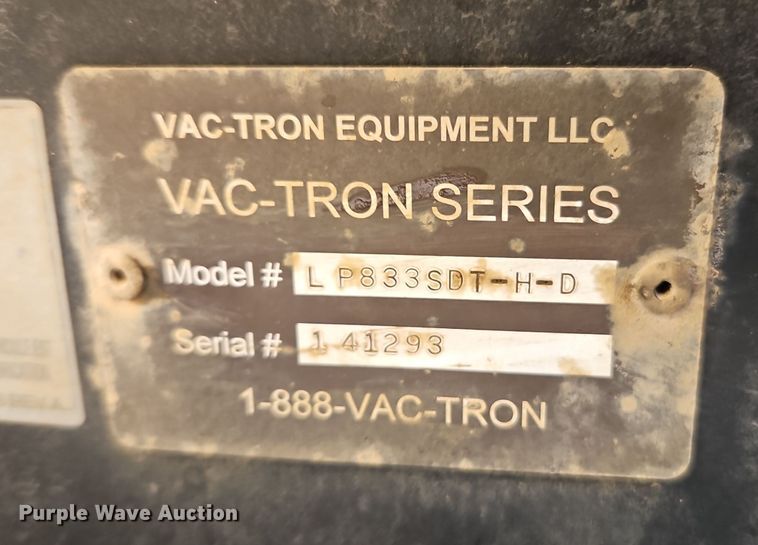 VAC-TRON EQUIPMENT LLC
VAC-TRON SERIES
Model # LP833SDT-H-D
Serial # 141293
1-888-VAC-TRON
Purple Wave Auction